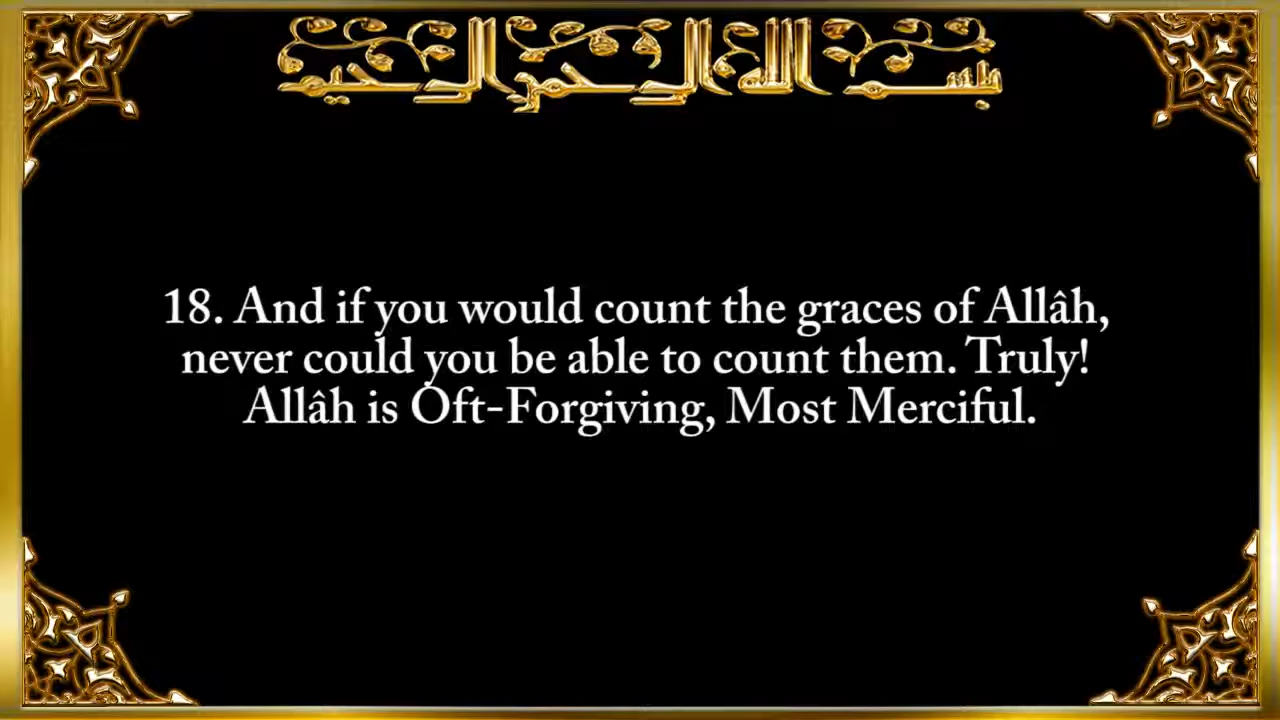 بسم الله الرحمن الرحيم
18. And if you would count the graces of Allâh,
never could you be able to count them. Truly!
Allâh is Oft-Forgiving, Most Merciful.